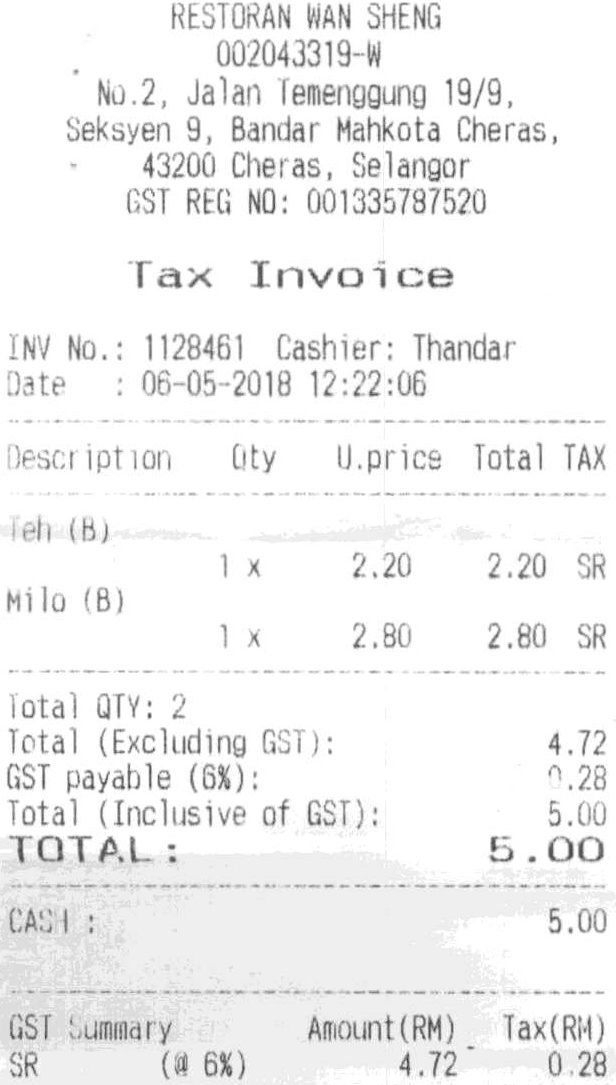 RESTORAN WAN SHENG
002043319-W
No.2, Jalan Temenggung 19/9,
Seksyen 9, Bandar Mahkota Cheras,
43200 Cheras, Selangor
GST REG NO: 001335787520
Tax Invoice
INV No.: 1128461 Cashier: Thandar
Date : 06-05-2018 12:22:06
Description Qty U.price Total TAX
Teh (B)
1 x 2.20 2.20 SR
Milo (B)
1 x 2.80 2.80 SR
Total QTY: 2
Total (Excluding GST): 4.72
GST payable (6%): 0.28
Total (Inclusive of GST): 5.00
TOTAL: 5.00
CASH : 5.00
GST Summary Amount(RM) Tax(RM)
SR (@ 6%) 4.72 0.28